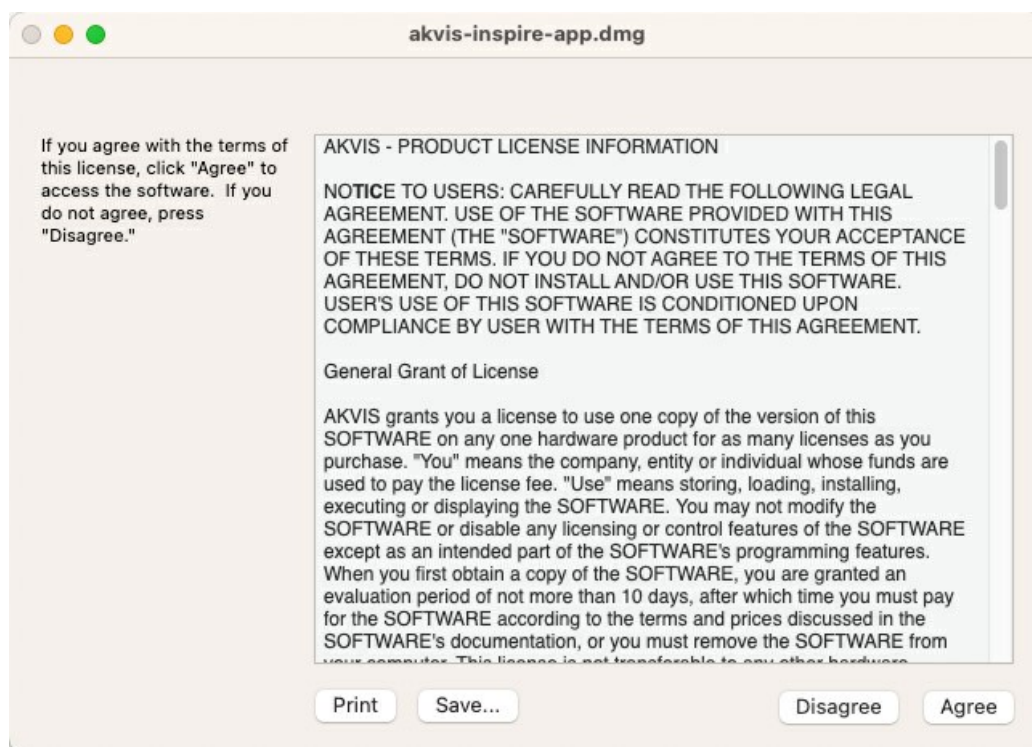 akvis-inspire-app.dmg
If you agree with the terms of
this license, click "Agree" to
access the software.  If you
do not agree, press
"Disagree."
AKVIS - PRODUCT LICENSE INFORMATION
NOTICE TO USERS: CAREFULLY READ THE FOLLOWING LEGAL
AGREEMENT. USE OF THE SOFTWARE PROVIDED WITH THIS
AGREEMENT (THE "SOFTWARE") CONSTITUTES YOUR ACCEPTANCE
OF THESE TERMS. IF YOU DO NOT AGREE TO THE TERMS OF THIS
AGREEMENT, DO NOT INSTALL AND/OR USE THIS SOFTWARE.
USER'S USE OF THIS SOFTWARE IS CONDITIONED UPON
COMPLIANCE BY USER WITH THE TERMS OF THIS AGREEMENT.
General Grant of License
AKVIS grants you a license to use one copy of the version of this
SOFTWARE on any one hardware product for as many licenses as you
purchase. "You" means the company, entity or individual whose funds are
used to pay the license fee. "Use" means storing, loading, installing,
executing or displaying the SOFTWARE. You may not modify the
SOFTWARE or disable any licensing or control features of the SOFTWARE
except as an intended part of the SOFTWARE's programming features.
When you first obtain a copy of the SOFTWARE, you are granted an
evaluation period of not more than 10 days, after which time you must pay
for the SOFTWARE according to the terms and prices discussed in the
SOFTWARE's documentation, or you must remove the SOFTWARE from
your computer. This license is not transferable to any other hardware
Print
Save...
Disagree
Agree